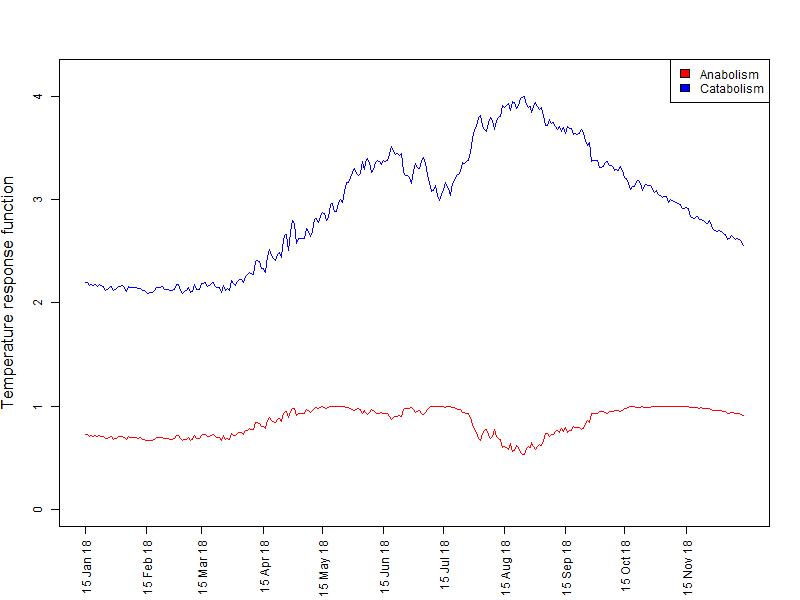 Anabolism
Catabolism
Temperature response function
4
3
2
1
0
15 Jan 18
15 Feb 18
15 Mar 18
15 Apr 18
15 May 18
15 Jun 18
15 Jul 18
15 Aug 18
15 Sep 18
15 Oct 18
15 Nov 18